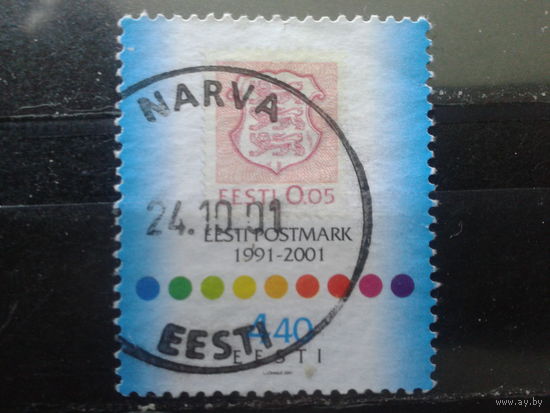 NARVA
EESTI 0.05
24.10.01
EESTI POSTMARK
1991-2001
4.40
EESTI
EESTI
www.ay.by